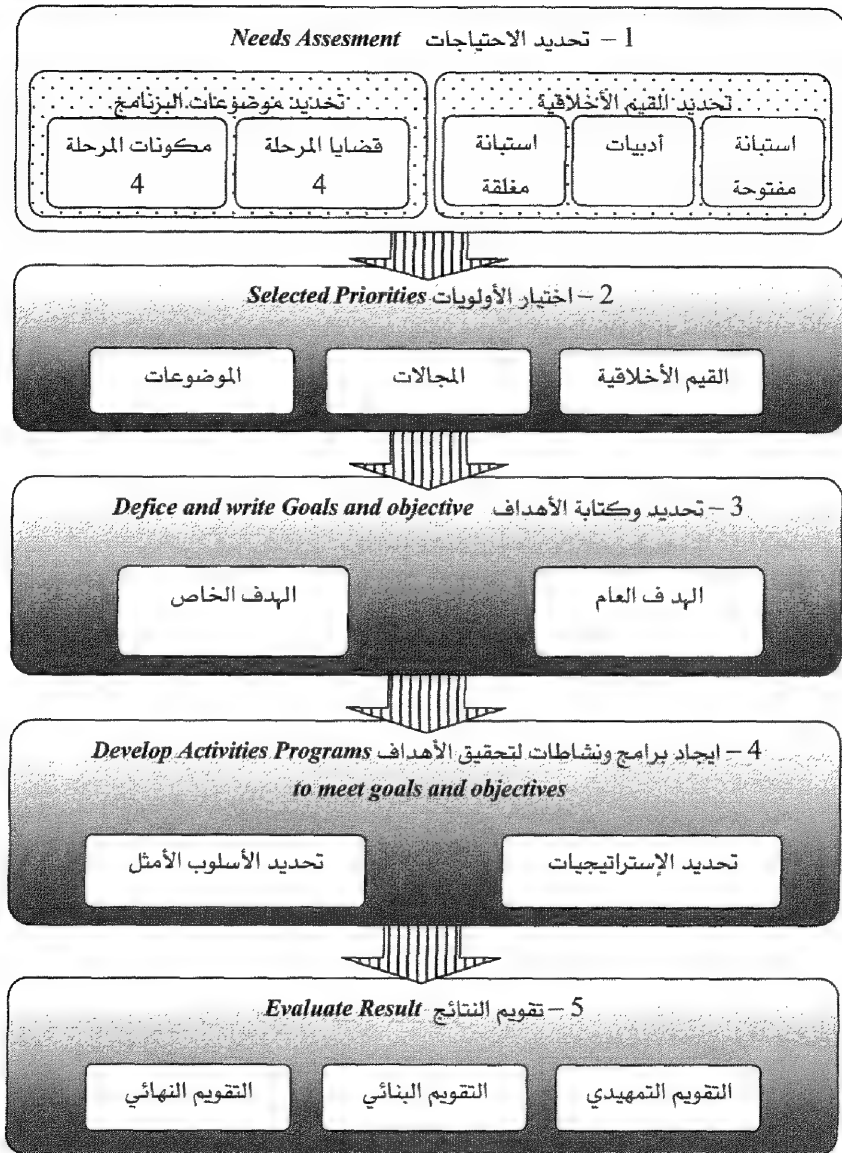 1 – تحديد الاحتياجات Needs Assesment
تحديد القيم الأخلاقية
تحديد موضوعات البرنامج
استبانة
مفتوحة
أدبيات
استبانة
مغلقة
قضايا المرحلة
4
مكونات المرحلة
4
2 – اختيار الأولويات Selected Priorities
القيم الأخلاقية
المجالات
الموضوعات
3 – تحديد وكتابة الأهداف Defice and write Goals and objective
الهد ف العام
الهدف الخاص
4 – ايجاد برامج ونشاطات لتحقيق الأهداف Develop Activities Programs
to meet goals and objectives
تحديد الإستراتيجيات
تحديد الأسلوب الأمثل
5 – تقويم النتائج Evaluate Result
التقويم التمهيدي
التقويم البنائي
التقويم النهائي